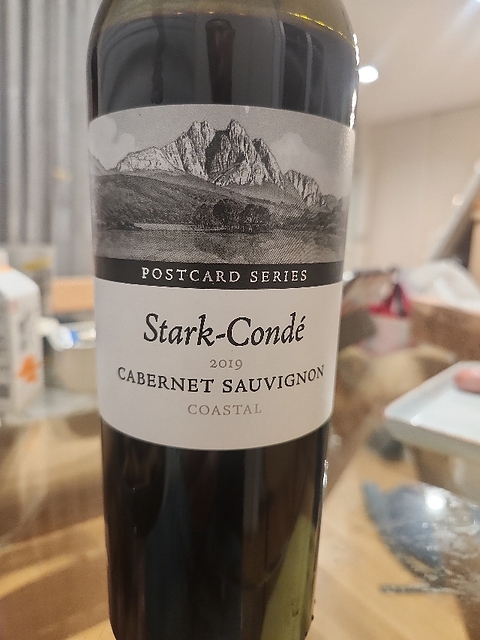 POSTCARD SERIES
Stark-Condé
2019
CABERNET SAUVIGNON
COASTAL